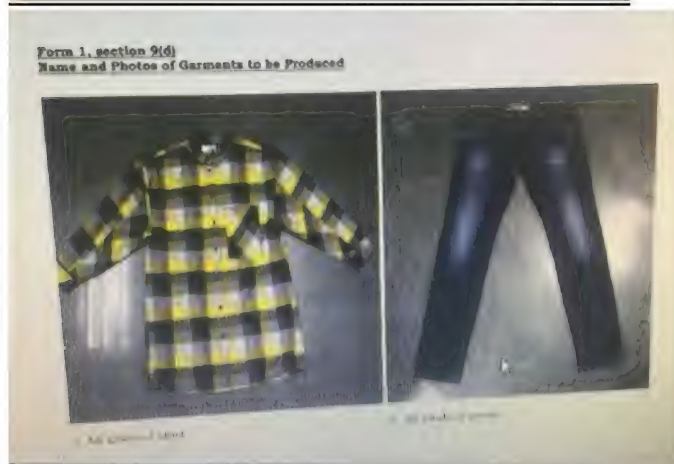 Form 1, section 9(d)
Name and Photos of Garments to be Produced